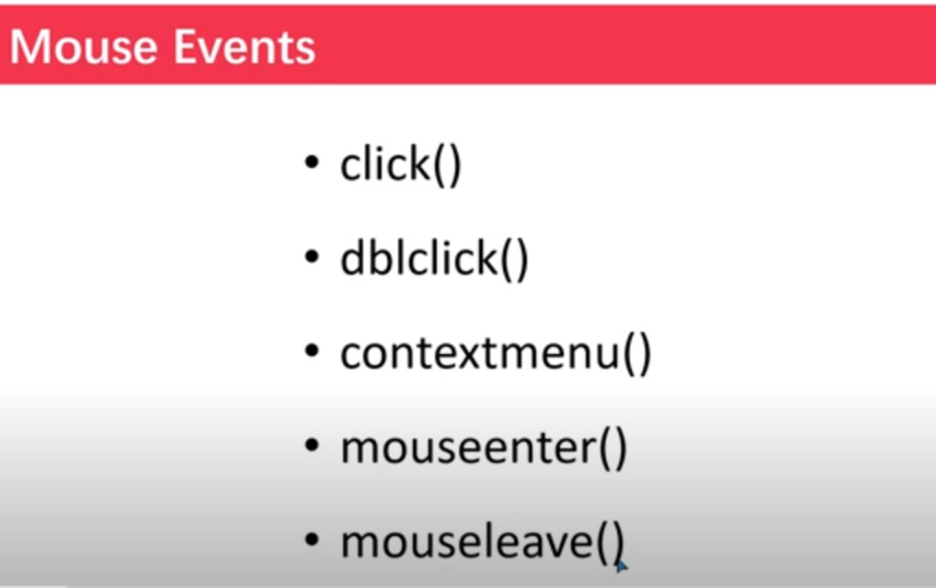 Mouse Events
• click()
• dblclick()
• contextmenu()
• mouseenter()
• mouseleave()